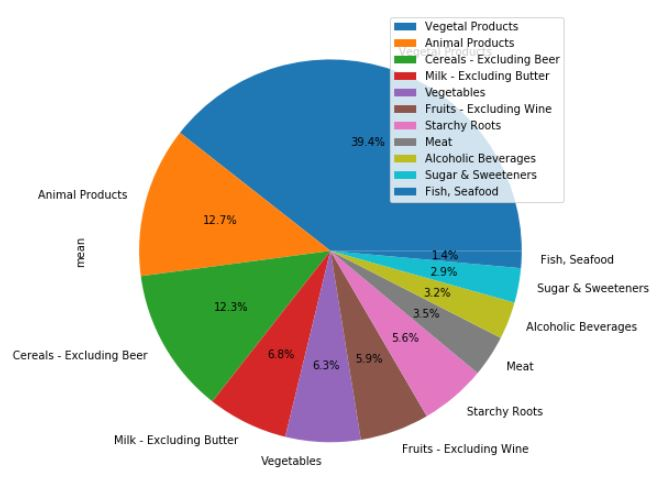 Vegetal Products
Animal Products
Cereals - Excluding Beer
Milk - Excluding Butter
Vegetables
Fruits - Excluding Wine
Starchy Roots
Meat
Alcoholic Beverages
Sugar & Sweeteners
Fish, Seafood
Vegetal Products
39.4%
Animal Products
12.7%
mean
1.4%
Fish, Seafood
2.9%
Sugar & Sweeteners
3.2%
Alcoholic Beverages
12.3%
3.5%
Meat
5.6%
Starchy Roots
Cereals - Excluding Beer
6.8%
6.3%
5.9%
Milk - Excluding Butter
Vegetables
Fruits - Excluding Wine